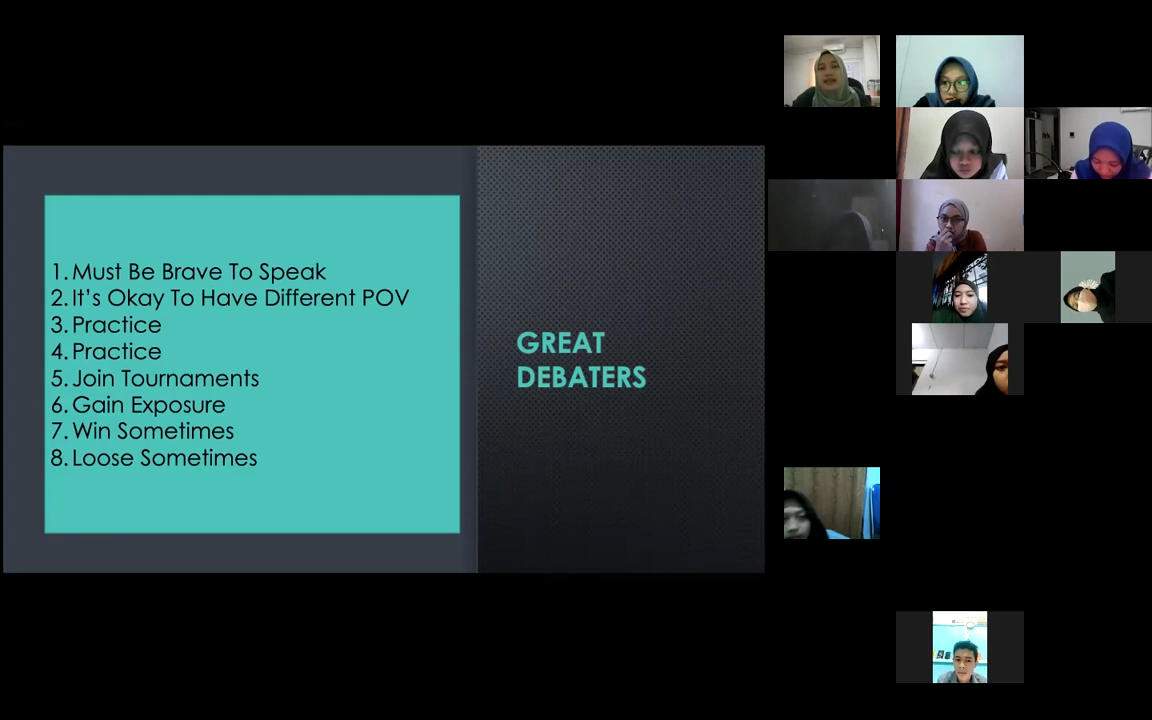 1. Must Be Brave To Speak
2. It's Okay To Have Different POV
3. Practice
4. Practice
5. Join Tournaments
6. Gain Exposure
7. Win Sometimes
8. Loose Sometimes
GREAT
DEBATERS